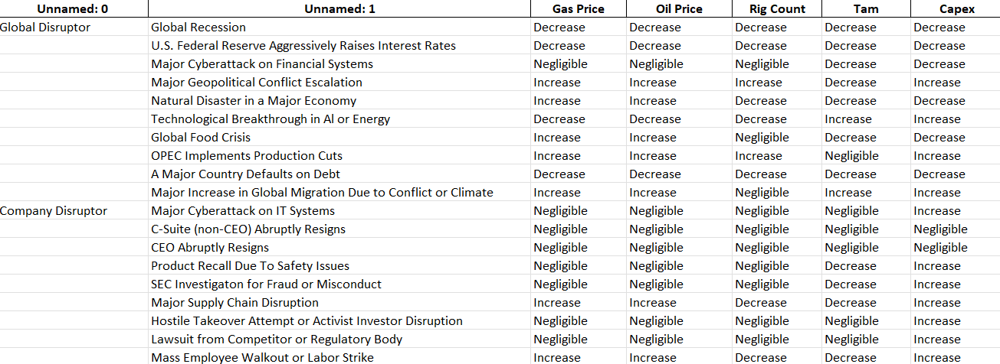 Unnamed: 0 Unnamed: 1 Gas Price Oil Price Rig Count Tam Capex
Global Disruptor Global Recession Decrease Decrease Decrease Decrease Decrease
U.S. Federal Reserve Aggressively Raises Interest Rates Decrease Decrease Decrease Decrease Decrease
Major Cyberattack on Financial Systems Negligible Negligible Negligible Decrease Decrease
Major Geopolitical Conflict Escalation Increase Increase Increase Decrease Increase
Natural Disaster in a Major Economy Increase Increase Decrease Decrease Decrease
Technological Breakthrough in Al or Energy Decrease Decrease Decrease Increase Increase
Global Food Crisis Increase Increase Negligible Decrease Decrease
OPEC Implements Production Cuts Increase Increase Increase Negligible Increase
A Major Country Defaults on Debt Decrease Decrease Decrease Decrease Decrease
Major Increase in Global Migration Due to Conflict or Climate Increase Increase Negligible Increase Increase
Company Disruptor Major Cyberattack on IT Systems Negligible Negligible Negligible Negligible Increase
C-Suite (non-CEO) Abruptly Resigns Negligible Negligible Negligible Negligible Negligible
CEO Abruptly Resigns Negligible Negligible Negligible Negligible Negligible
Product Recall Due To Safety Issues Negligible Negligible Negligible Decrease Increase
SEC Investigaton for Fraud or Misconduct Negligible Negligible Negligible Decrease Increase
Major Supply Chain Disruption Increase Increase Decrease Decrease Increase
Hostile Takeover Attempt or Activist Investor Disruption Negligible Negligible Negligible Negligible Increase
Lawsuit from Competitor or Regulatory Body Negligible Negligible Negligible Negligible Increase
Mass Employee Walkout or Labor Strike Increase Increase Decrease Decrease Increase